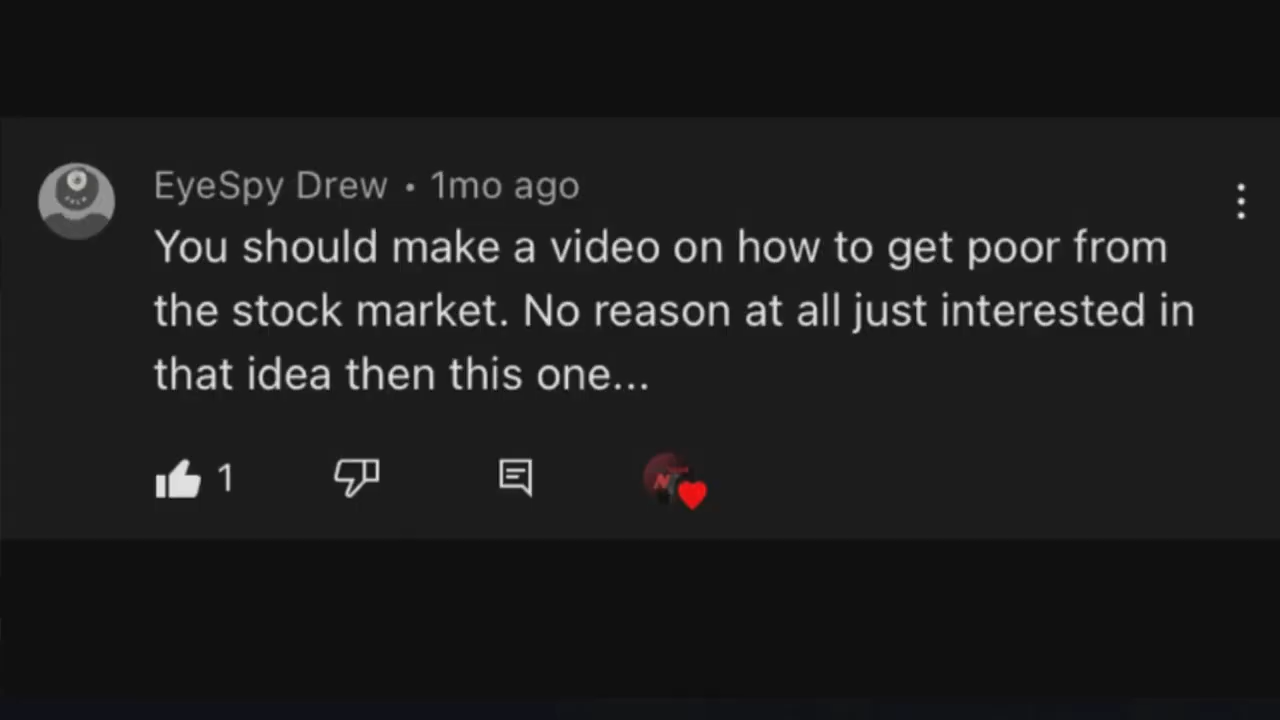 EyeSpy Drew • 1mo ago
You should make a video on how to get poor from
the stock market. No reason at all just interested in
that idea then this one...
1